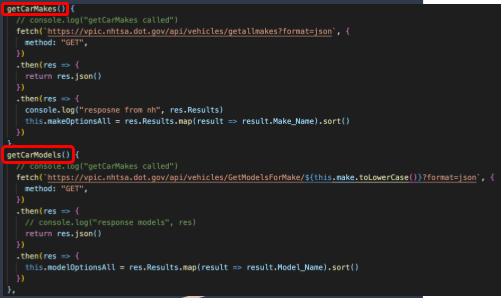 getCarMakes() {
// console.log("getCarMakes called")
fetch(`https://vpic.nhtsa.dot.gov/api/vehicles/getallmakes?format=json`, {
method: "GET",
})
.then(res => {
return res.json()
})
.then(res => {
console.log("resposne from nh", res.Results)
this.makeOptionsAll = res.Results.map(result => result.Make_Name).sort()
})
},
getCarModels() {
// console.log("getCarMakes called")
fetch(`https://vpic.nhtsa.dot.gov/api/vehicles/GetModelsForMake/${this.make.toLowerCase()}?format=json`, {
method: "GET",
})
.then(res => {
// console.log("response models", res)
return res.json()
})
.then(res => {
this.modelOptionsAll = res.Results.map(result => result.Model_Name).sort()
})
},